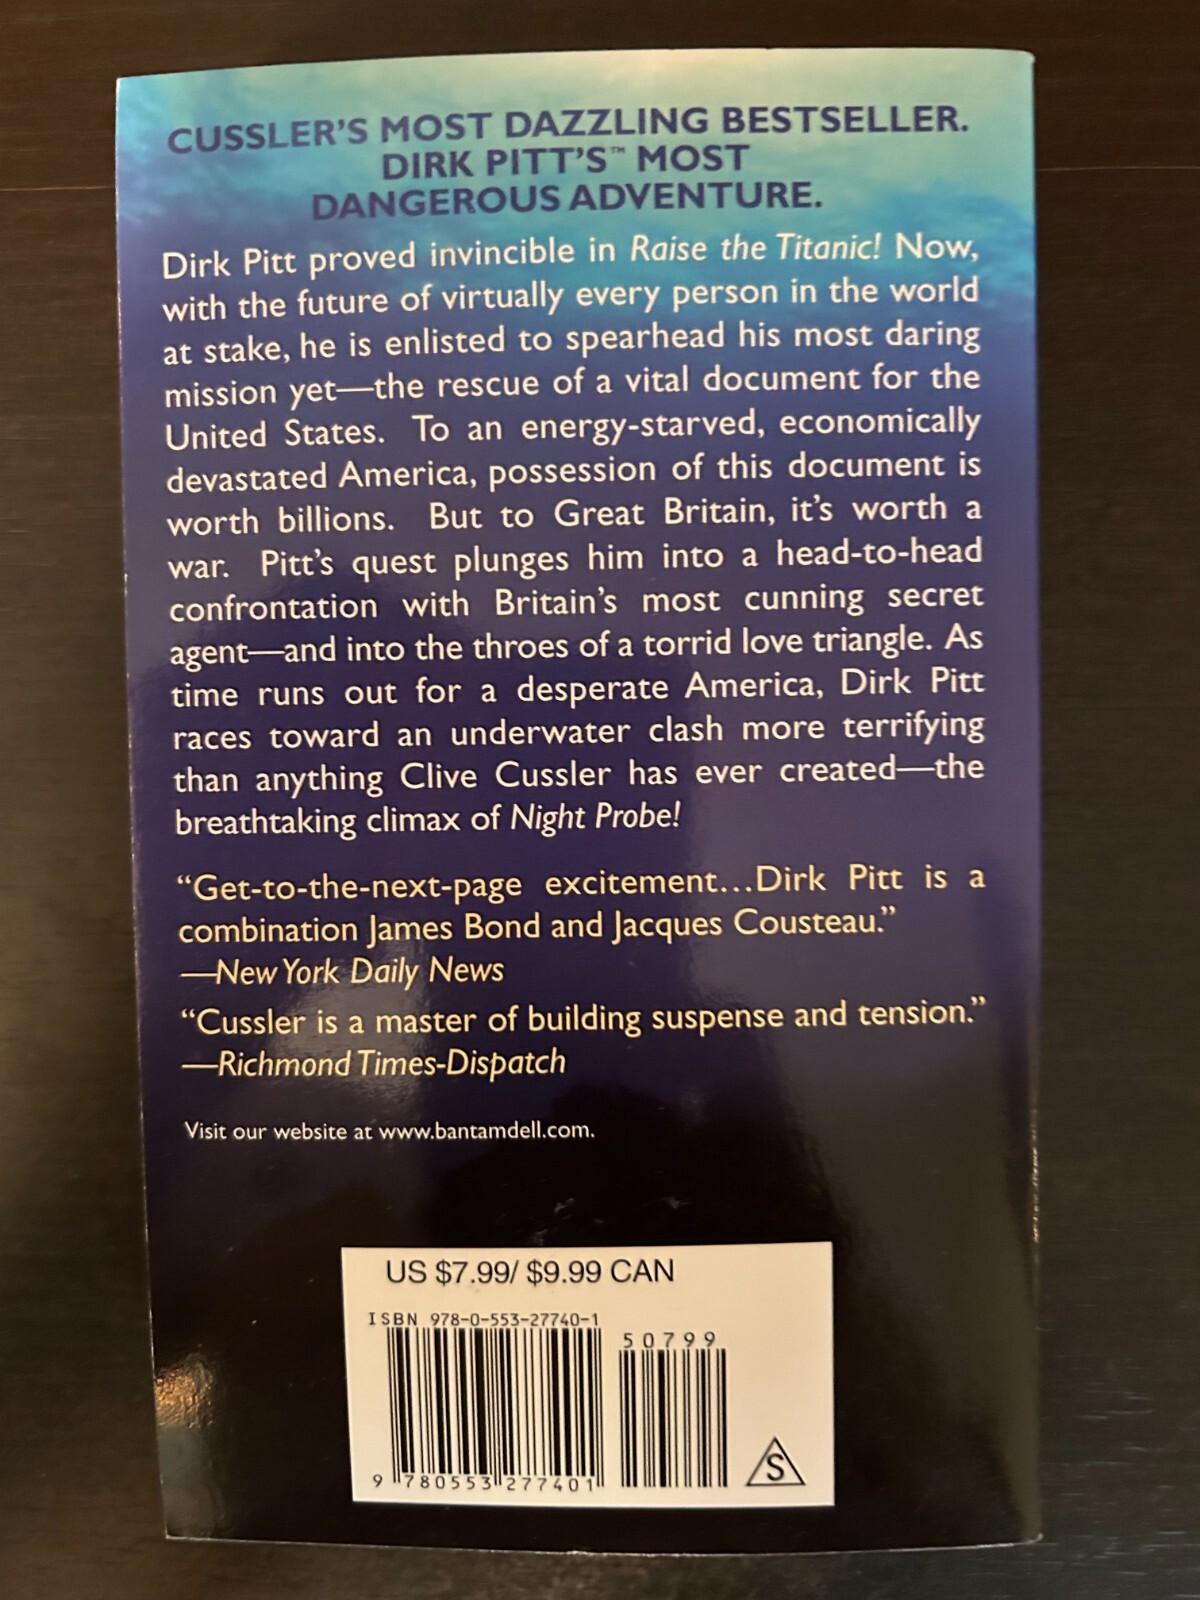 CUSSLER'S MOST DAZZLING BESTSELLER.
DIRK PITT'S™ MOST
DANGEROUS ADVENTURE.
Dirk Pitt proved invincible in Raise the Titanic! Now,
with the future of virtually every person in the world
at stake, he is enlisted to spearhead his most daring
mission yet—the rescue of a vital document for the
United States. To an energy-starved, economically
devastated America, possession of this document is
worth billions. But to Great Britain, it's worth a
war. Pitt's quest plunges him into a head-to-head
confrontation with Britain's most cunning secret
agent—and into the throes of a torrid love triangle. As
time runs out for a desperate America, Dirk Pitt
races toward an underwater clash more terrifying
than anything Clive Cussler has ever created—the
breathtaking climax of Night Probe!
“Get-to-the-next-page excitement...Dirk Pitt is a
combination James Bond and Jacques Cousteau.”
—New York Daily News
“Cussler is a master of building suspense and tension.”
—Richmond Times-Dispatch
Visit our website at www.bantamdell.com.
US $7.99/ $9.99 CAN
ISBN 978-0-553-27740-1
50799
9 780553 277401
S